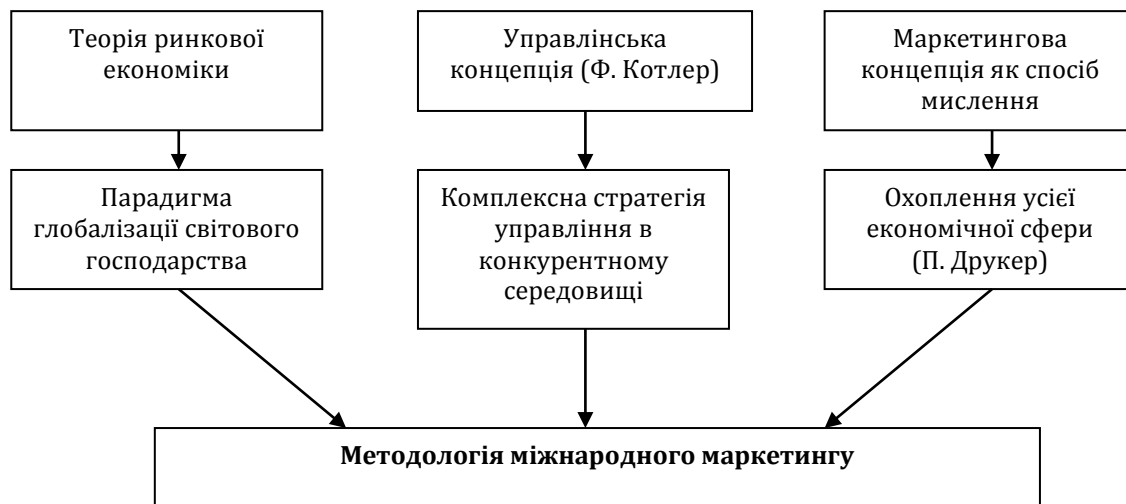 Теорія ринкової
економіки
Управлінська
концепція (Ф. Котлер)
Маркетингова
концепція як спосіб
мислення
Парадигма
глобалізації світового
господарства
Комплексна стратегія
управління в
конкурентному
середовищі
Охоплення усієї
економічної сфери
(П. Друкер)
Методологія міжнародного маркетингу